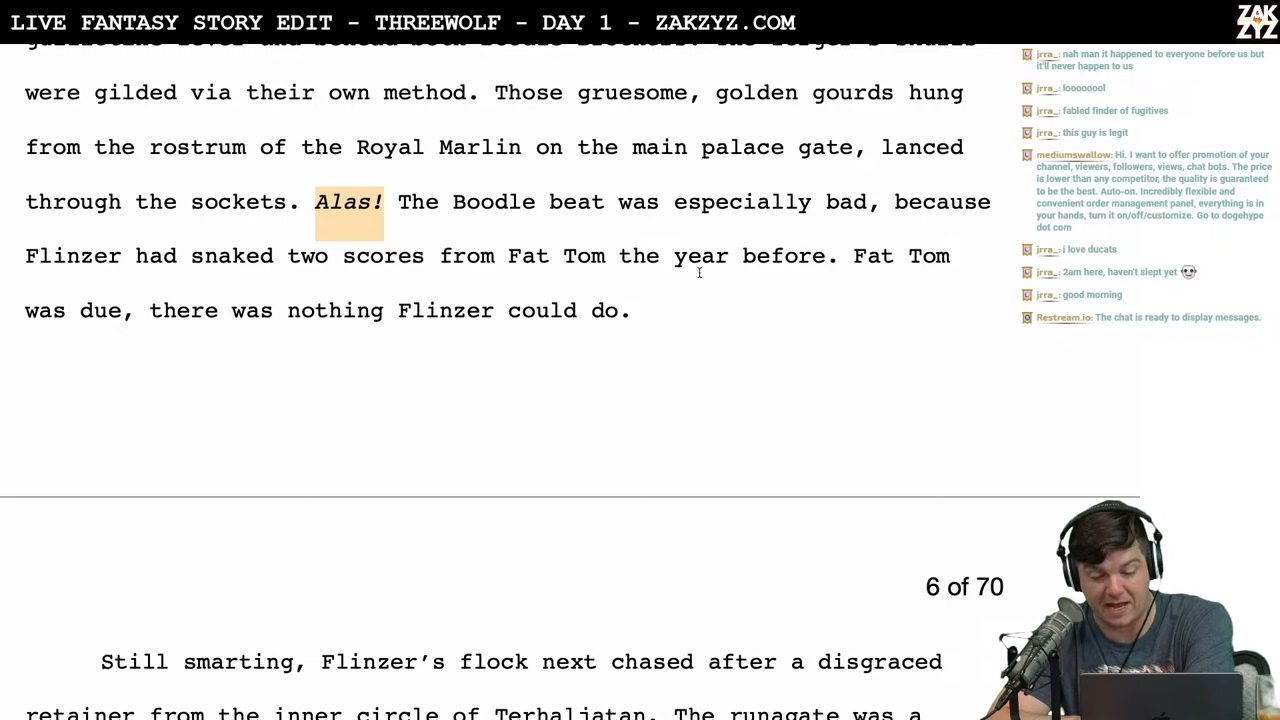 LIVE FANTASY STORY EDIT - THREEWOLF - DAY 1 - ZAKZYZ.COM
ZAK
ZYZ
were gilded via their own method. Those gruesome, golden gourds hung
from the rostrum of the Royal Marlin on the main palace gate, lanced
through the sockets. Alas! The Boodle beat was especially bad, because
Flinzer had snaked two scores from Fat Tom the year before. Fat Tom
was due, there was nothing Flinzer could do.
6 of 70
Still smarting, Flinzer’s flock next chased after a disgraced
retainer from the inner circle of Terhaljatan. The runagate was a
jrra_: nah man it happened to everyone before us but
it'll never happen to us
jrra_: loooooool
jrra_: fabled finder of fugitives
jrra_: this guy is legit
mediumswallow: Hi. I want to offer promotion of your
channel, viewers, followers, views, chat bots. The price
is lower than any competitor, the quality is guaranteed
to be the best. Auto-on. Incredibly flexible and
convenient order management panel, everything is in
your hands, turn it on/off/customize. Go to dogehype
dot com
jrra_: i love ducats
jrra_: 2am here, haven't slept yet
jrra_: good morning
Restream.io: The chat is ready to display messages.